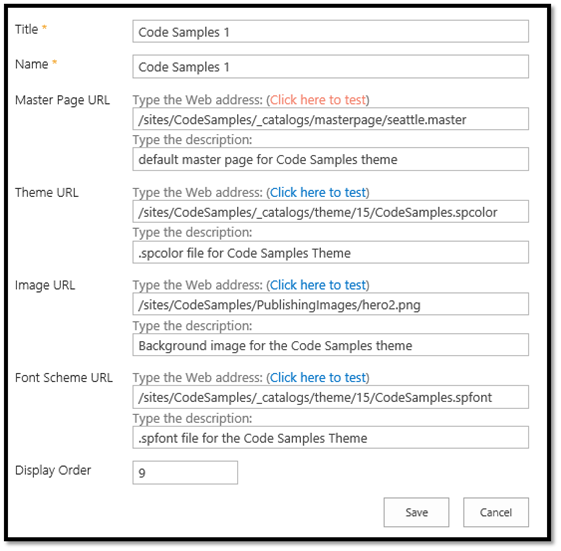 Title * Code Samples 1
Name * Code Samples 1
Master Page URL Type the Web address: (Click here to test)
/sites/CodeSamples/_catalogs/masterpage/seattle.master
Type the description:
default master page for Code Samples theme
Theme URL Type the Web address: (Click here to test)
/sites/CodeSamples/_catalogs/theme/15/CodeSamples.spcolor
Type the description:
.spcolor file for Code Samples Theme
Image URL Type the Web address: (Click here to test)
/sites/CodeSamples/PublishingImages/hero2.png
Type the description:
Background image for the Code Samples theme
Font Scheme URL Type the Web address: (Click here to test)
/sites/CodeSamples/_catalogs/theme/15/CodeSamples.spfont
Type the description:
.spfont file for the Code Samples Theme
Display Order 9
Save Cancel